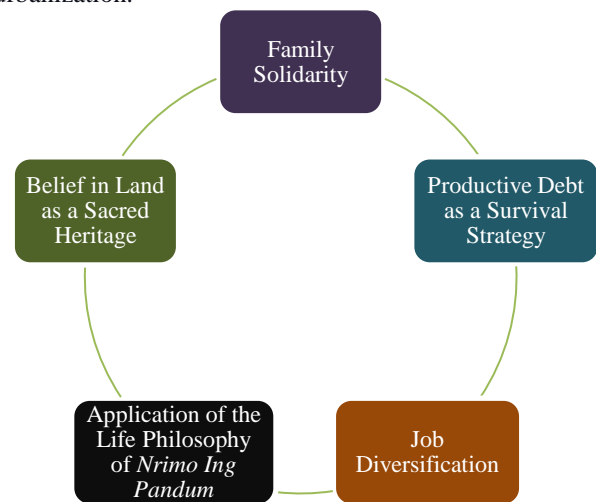 urbanization.
Family
Solidarity
Productive Debt
as a Survival
Strategy
Job
Diversification
Application of the
Life Philosophy
of Nrimo Ing
Pandum
Belief in Land
as a Sacred
Heritage